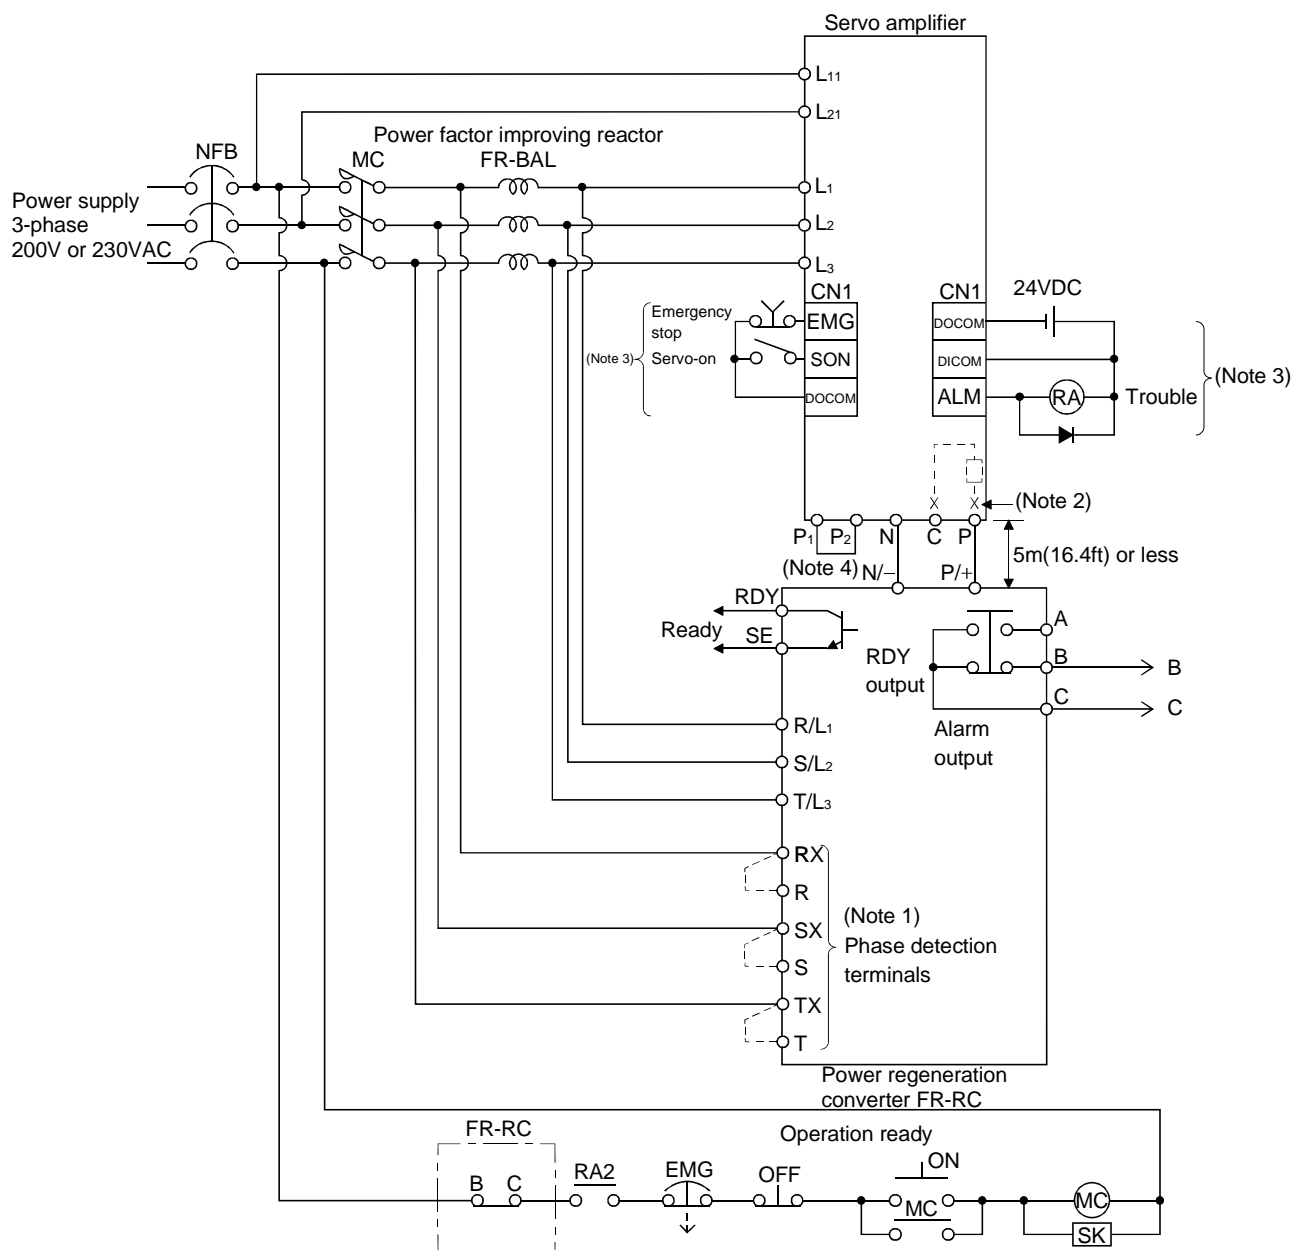 Servo amplifier
L11
L21
Power factor improving reactor
NFB
MC
FR-BAL
Power supply
3-phase
200V or 230VAC
L1
L2
L3
CN1
CN1
24VDC
Emergency
stop
EMG
DOCOM
(Note 3)
Servo-on
SON
DICOM
(Note 3)
DOCOM
ALM
RA
Trouble
(Note 2)
P1
P2
N
C
P
5m(16.4ft) or less
(Note 4)
N/−
P/+
RDY
Ready
SE
A
RDY
output
B
B
C
C
Alarm
output
R/L1
S/L2
T/L3
RX
R
(Note 1)
SX
Phase detection
terminals
S
TX
T
Power regeneration
converter FR-RC
FR-RC
Operation ready
B
C
RA2
EMG
OFF
ON
MC
MC
SK